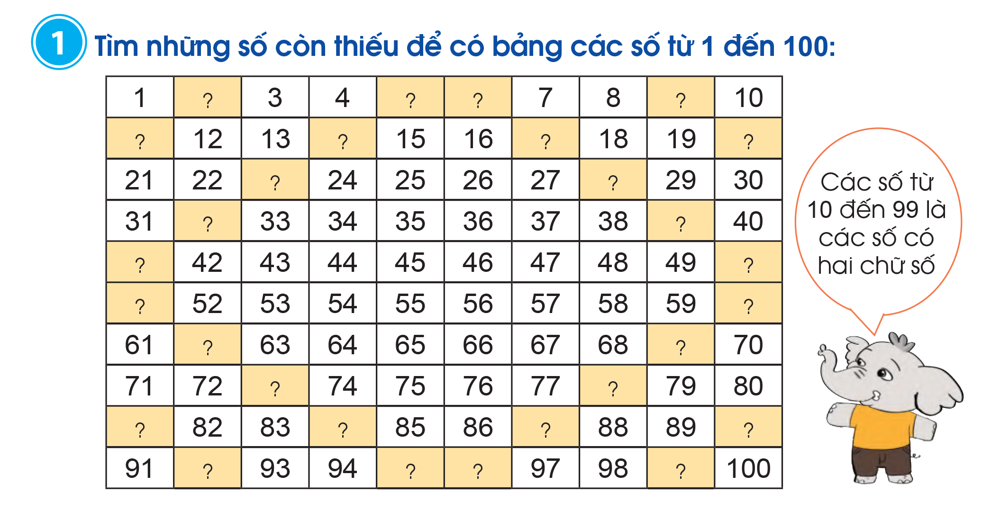 1 Tìm những số còn thiếu để có bảng các số từ 1 đến 100:
1 ? 3 4 ? ? 7 8 ? 10
? 12 13 ? 15 16 ? 18 19 ?
21 22 ? 24 25 26 27 ? 29 30
31 ? 33 34 35 36 37 38 ? 40
? 42 43 44 45 46 47 48 49 ?
? 52 53 54 55 56 57 58 59 ?
61 ? 63 64 65 66 67 68 ? 70
71 72 ? 74 75 76 77 ? 79 80
? 82 83 ? 85 86 ? 88 89 ?
91 ? 93 94 ? ? 97 98 ? 100
Các số từ
10 đến 99 là
các số có
hai chữ số